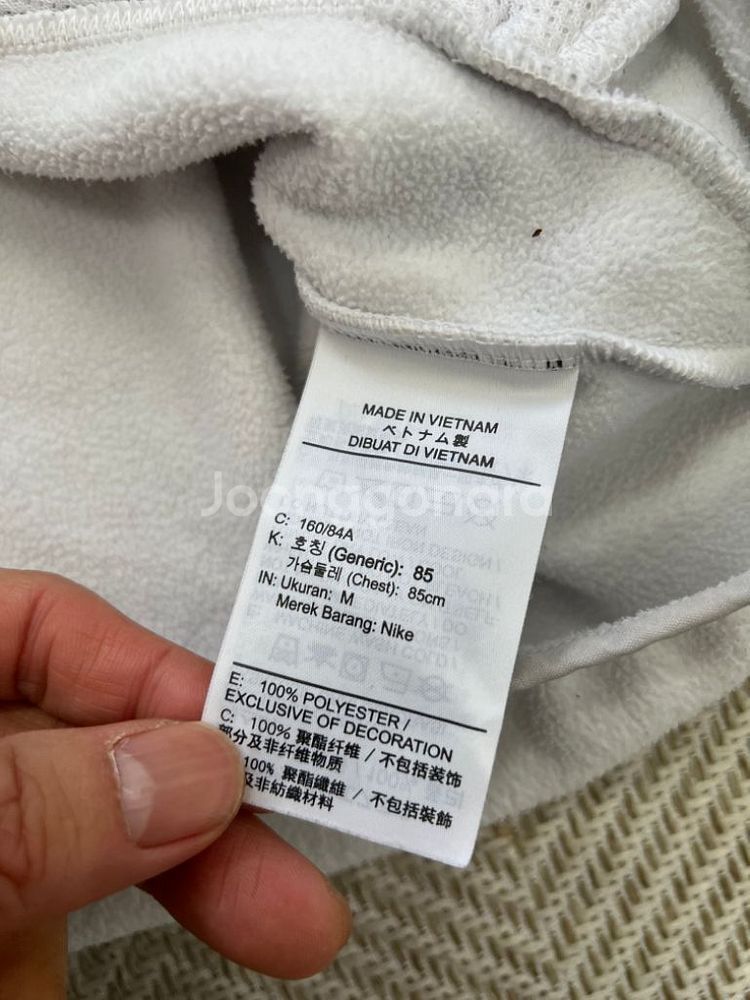 MADE IN VIETNAM
ベトナム製
DIBUAT DI VIETNAM
Joonggonara
C: 160/84A
K: 호칭 (Generic): 85
가슴둘레 (Chest): 85cm
IN: Ukuran: M
Merek Barang: Nike
E: 100% POLYESTER /
EXCLUSIVE OF DECORATION
C: 100% 聚酯纤维 / 不包括装饰
部分及非纤维物质
100% 聚酯纖維 / 不包括裝飾
及非紡織材料